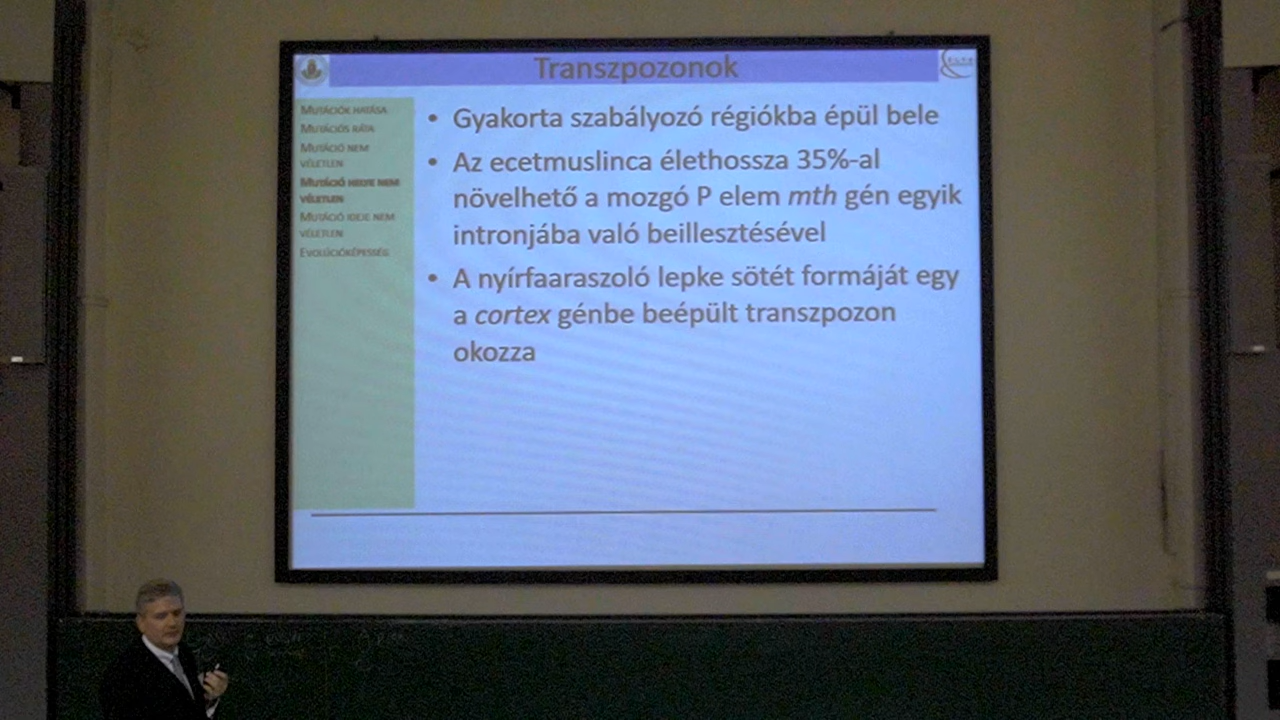 Transzpozonok
Mutációk hatása
Mutációs ráta
Mutáció nem
véletlen
Mutáció helye nem
véletlen
Mutáció ideje nem
véletlen
Evolúcióképesség
• Gyakorta szabályozó régiókba épül bele
• Az ecetmuslinca élethossza 35%-al
növelhető a mozgó P elem mth gén egyik
intronjába való beillesztésével
• A nyírfaaraszoló lepke sötét formáját egy
a cortex génbe beépült transzpozon
okozza